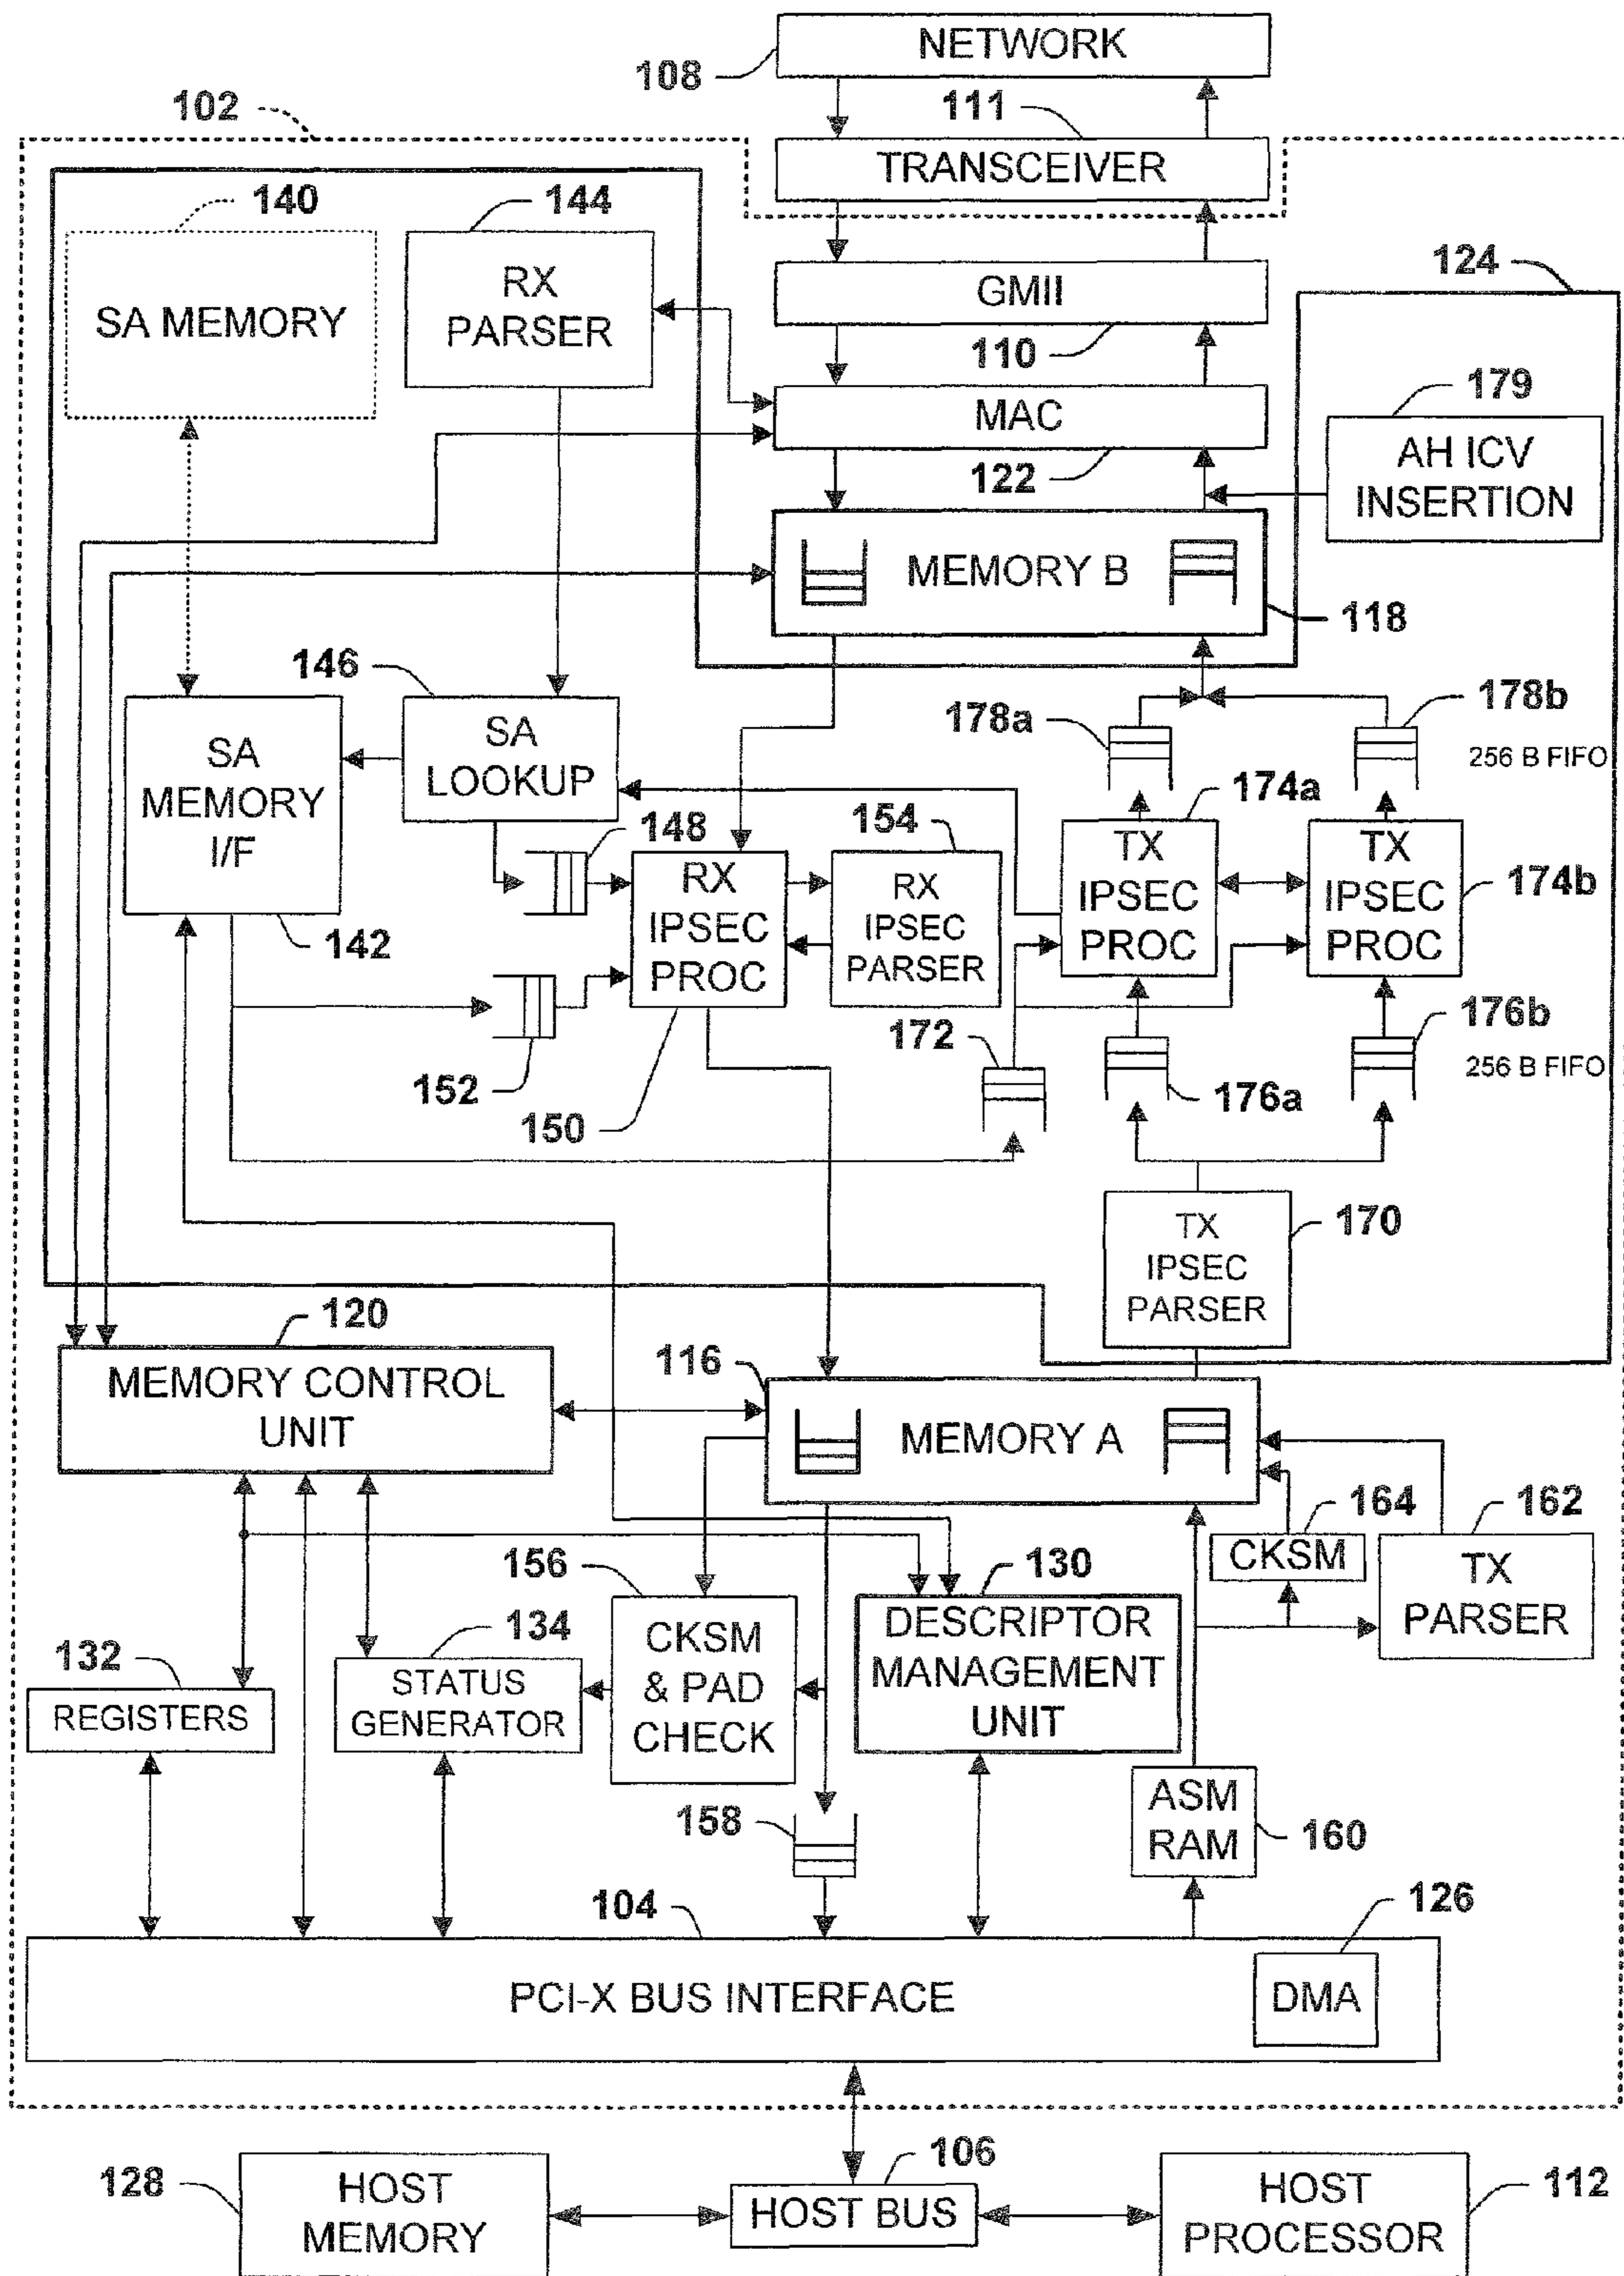 NETWORK
108
102
111
TRANSCEIVER
140
144
124
SA MEMORY
RX
PARSER
GMII
110
179
MAC
122
AH ICV
INSERTION
MEMORY B
118
146
178a
178b
256 B FIFO
SA
MEMORY
I/F
SA
LOOKUP
142
148
154
174a
RX
IPSEC
PROC
RX
IPSEC
PARSER
TX
IPSEC
PROC
TX
IPSEC
PROC
174b
152
150
172
176a
176b
256 B FIFO
TX
IPSEC
PARSER
170
120
116
MEMORY CONTROL
UNIT
MEMORY A
164
162
CKSM
TX
PARSER
156
130
134
132
CKSM
& PAD
CHECK
DESCRIPTOR
MANAGEMENT
UNIT
STATUS
GENERATOR
REGISTERS
158
ASM
RAM
160
104
126
PCI-X BUS INTERFACE
DMA
128
HOST
MEMORY
106
HOST BUS
HOST
PROCESSOR
112